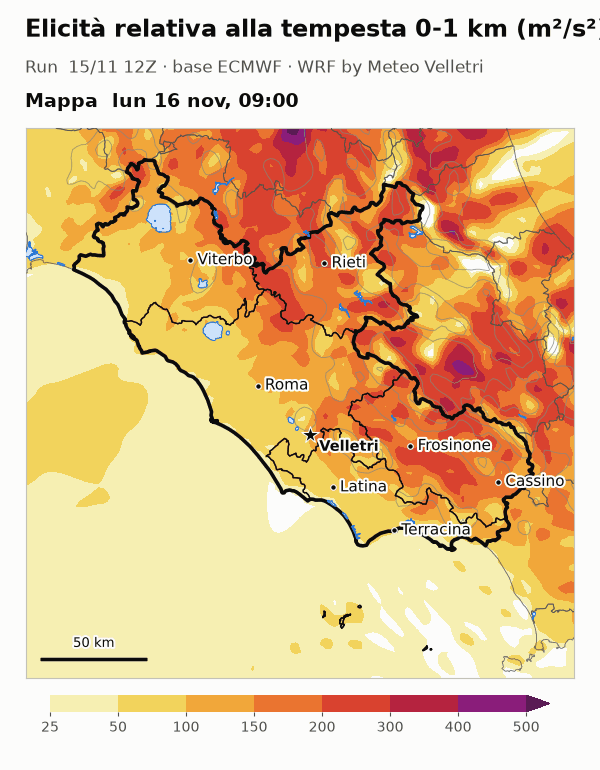 Elicità relativa alla tempesta 0-1 km (m²/s²)
Run  15/11 12Z · base ECMWF · WRF by Meteo Velletri
Mappa  lun 16 nov, 09:00
Viterbo
Rieti
Roma
Velletri
Frosinone
Cassino
Latina
Terracina
50 km
25 50 100 150 200 300 400 500